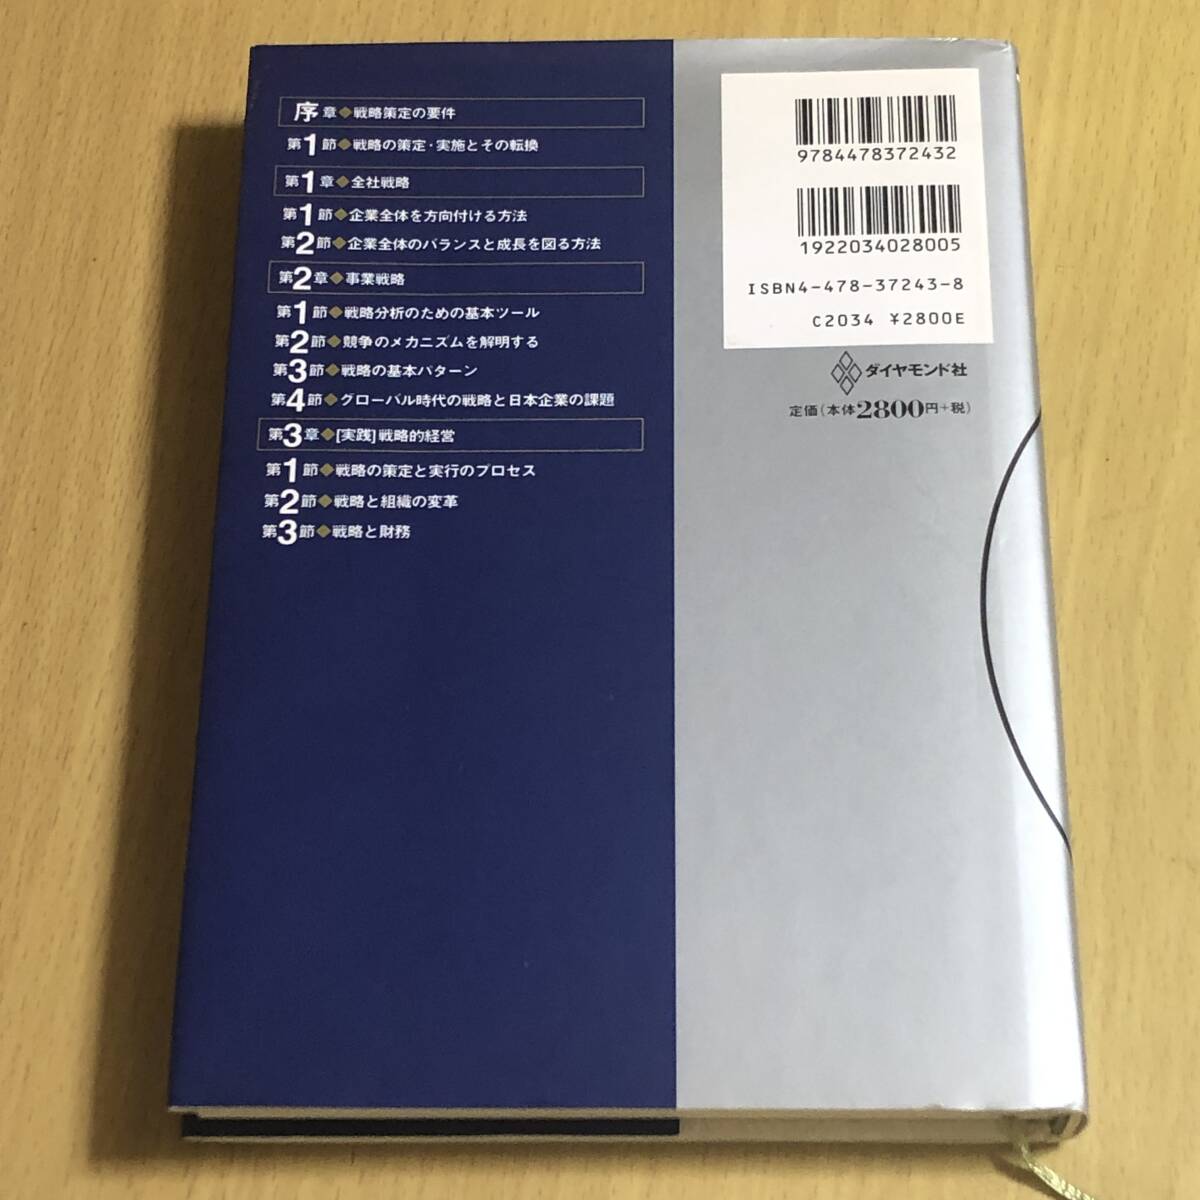 序章◆戦略策定の要件
第1節◆戦略の策定・実施とその転換
第1章◆全社戦略
第1節◆企業全体を方向付ける方法
第2節◆企業全体のバランスと成長を図る方法
第2章◆事業戦略
第1節◆戦略分析のための基本ツール
第2節◆競争のメカニズムを解明する
第3節◆戦略の基本パターン
第4節◆グローバル時代の戦略と日本企業の課題
第3章◆[実践]戦略的経営
第1節◆戦略の策定と実行のプロセス
第2節◆戦略と組織の変革
第3節◆戦略と財務
9784478372432
1922034028005
ISBN4-478-37243-8
C2034 ¥2800E
ダイヤモンド社
定価(本体2800円+税)